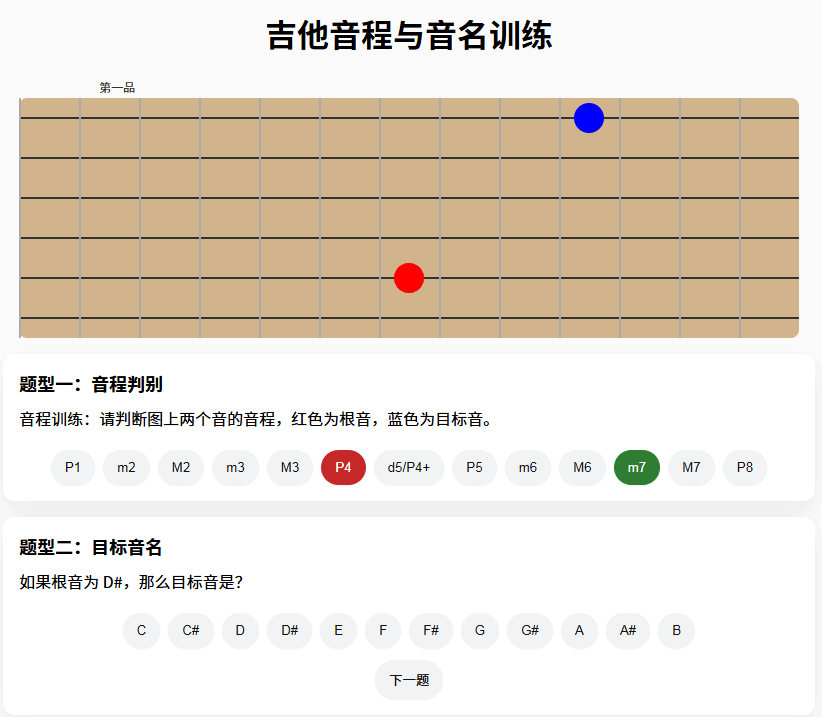 吉他音程与音名训练
第一品
题型一：音程判别
音程训练：请判断图上两个音的音程，红色为根音，蓝色为目标音。
P1 m2 M2 m3 M3 P4 d5/P4+ P5 m6 M6 m7 M7 P8
题型二：目标音名
如果根音为 D#，那么目标音是？
C C# D D# E F F# G G# A A# B
下一题